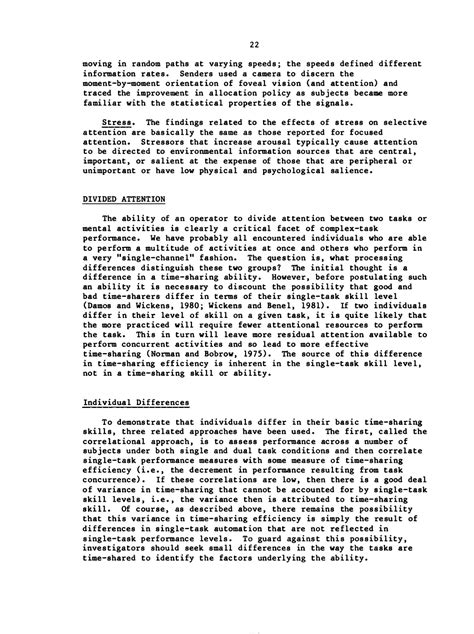 22
moving in random paths at varying speeds; the speeds defined different
information rates. Senders used a camera to discern the
moment-by-moment orientation of foveal vision (and attention) and
traced the improvement in allocation policy as subjects became more
familiar with the statistical properties of the signals.
Stress. The findings related to the effects of stress on selective
attention are basically the same as those reported for focused
attention. Stressors that increase arousal typically cause attention
to be directed to environmental information sources that are central,
important, or salient at the expense of those that are peripheral or
unimportant or have low physical and psychological salience.
DIVIDED ATTENTION
The ability of an operator to divide attention between two tasks or
mental activities is clearly a critical facet of complex-task
performance. We have probably all encountered individuals who are able
to perform a multitude of activities at once and others who perform in
a very "single-channel" fashion. The question is, what processing
differences distinguish these two groups? The initial thought is a
difference in a time-sharing ability. However, before postulating such
an ability it is necessary to discount the possibility that good and
bad time-sharers differ in terms of their single-task skill level
(Damos and Wickens, 1980; Wickens and Benel, 1981). If two individuals
differ in their level of skill on a given task, it is quite likely that
the more practiced will require fewer attentional resources to perform
the task. This in turn will leave more residual attention available to
perform concurrent activities and so lead to more effective
time-sharing (Norman and Bobrow, 1975). The source of this difference
in time-sharing efficiency is inherent in the single-task skill level,
not in a time-sharing skill or ability.
Individual Differences
To demonstrate that individuals differ in their basic time-sharing
skills, three related approaches have been used. The first, called the
correlational approach, is to assess performance across a number of
subjects under both single and dual task conditions and then correlate
single-task performance measures with some measure of time-sharing
efficiency (i.e., the decrement in performance resulting from task
concurrence). If these correlations are low, then there is a good deal
of variance in time-sharing that cannot be accounted for by single-task
skill levels, i.e., the variance then is attributed to time-sharing
skill. Of course, as described above, there remains the possibility
that this variance in time-sharing efficiency is simply the result of
differences in single-task automation that are not reflected in
single-task performance levels. To guard against this possibility,
investigators should seek small differences in the way the tasks are
time-shared to identify the factors underlying the ability.